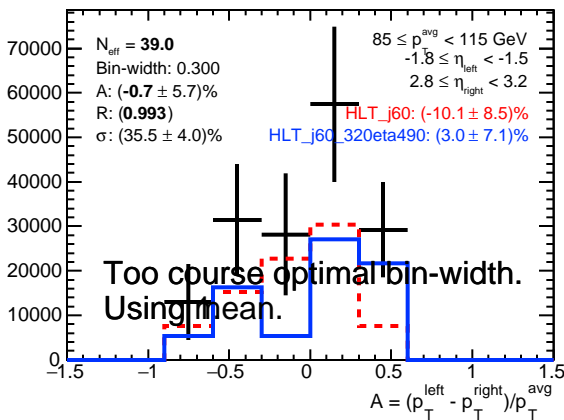 N_eff = 39.0
Bin-width: 0.300
A: (-0.7 ± 5.7)%
R: (0.993)
σ: (35.5 ± 4.0)%
85 ≤ p_T^avg < 115 GeV
-1.8 ≤ η_left < -1.5
2.8 ≤ η_right < 3.2
HLT_j60: (-10.1 ± 8.5)%
HLT_j60_320eta490: (3.0 ± 7.1)%
Too course optimal bin-width.
Using mean.
70000
60000
50000
40000
30000
20000
10000
0
−1.5 −1 −0.5 0 0.5 1 1.5
A = (p_T^left - p_T^right)/p_T^avg